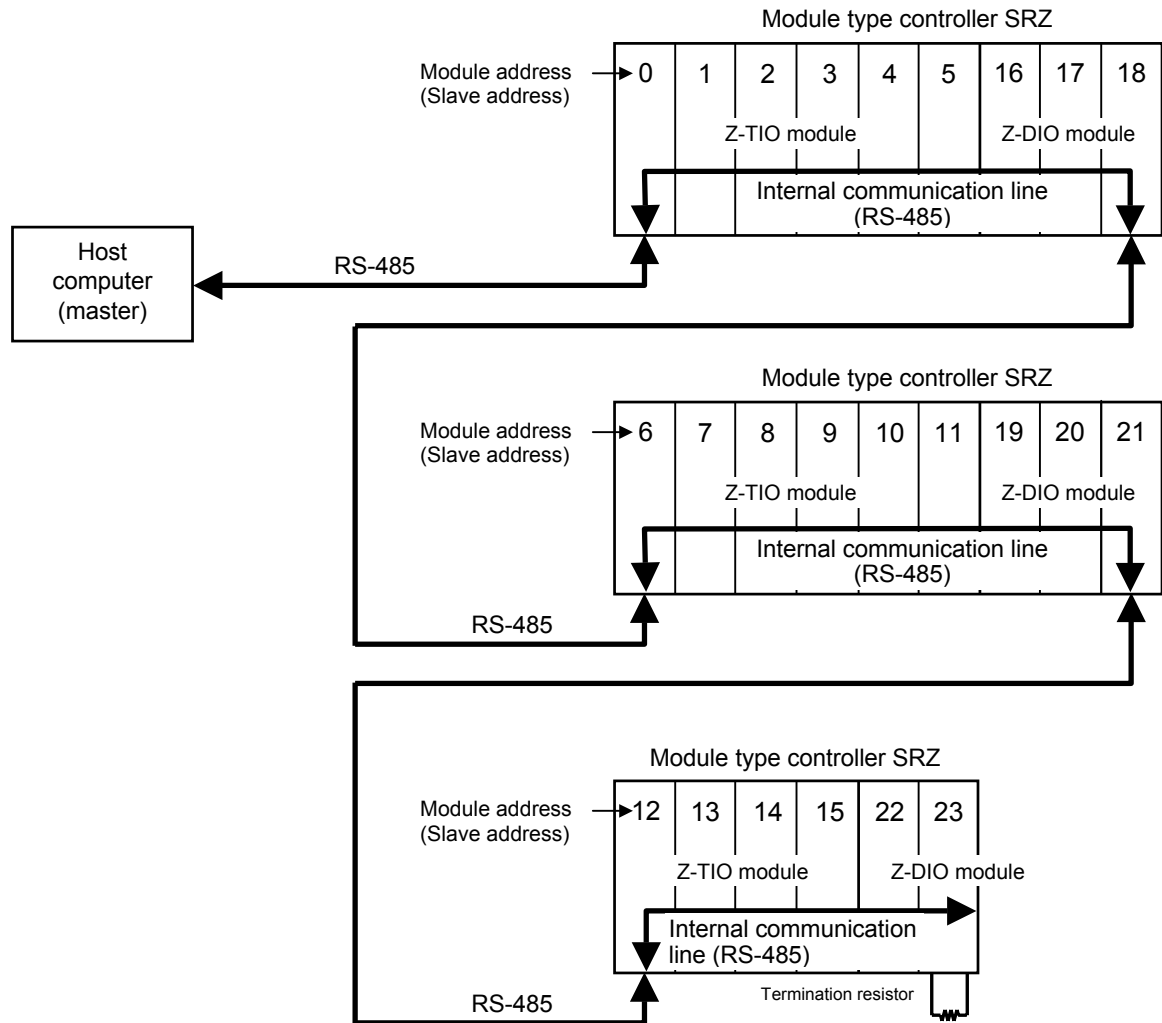 Module type controller SRZ
Module address
(Slave address)
0 1 2 3 4 5 16 17 18
Z-TIO module Z-DIO module
Internal communication line
(RS-485)
Host
computer
(master)
RS-485
Module type controller SRZ
Module address
(Slave address)
6 7 8 9 10 11 19 20 21
Z-TIO module Z-DIO module
Internal communication line
(RS-485)
RS-485
Module type controller SRZ
Module address
(Slave address)
12 13 14 15 22 23
Z-TIO module Z-DIO module
Internal communication
line (RS-485)
Termination resistor
RS-485